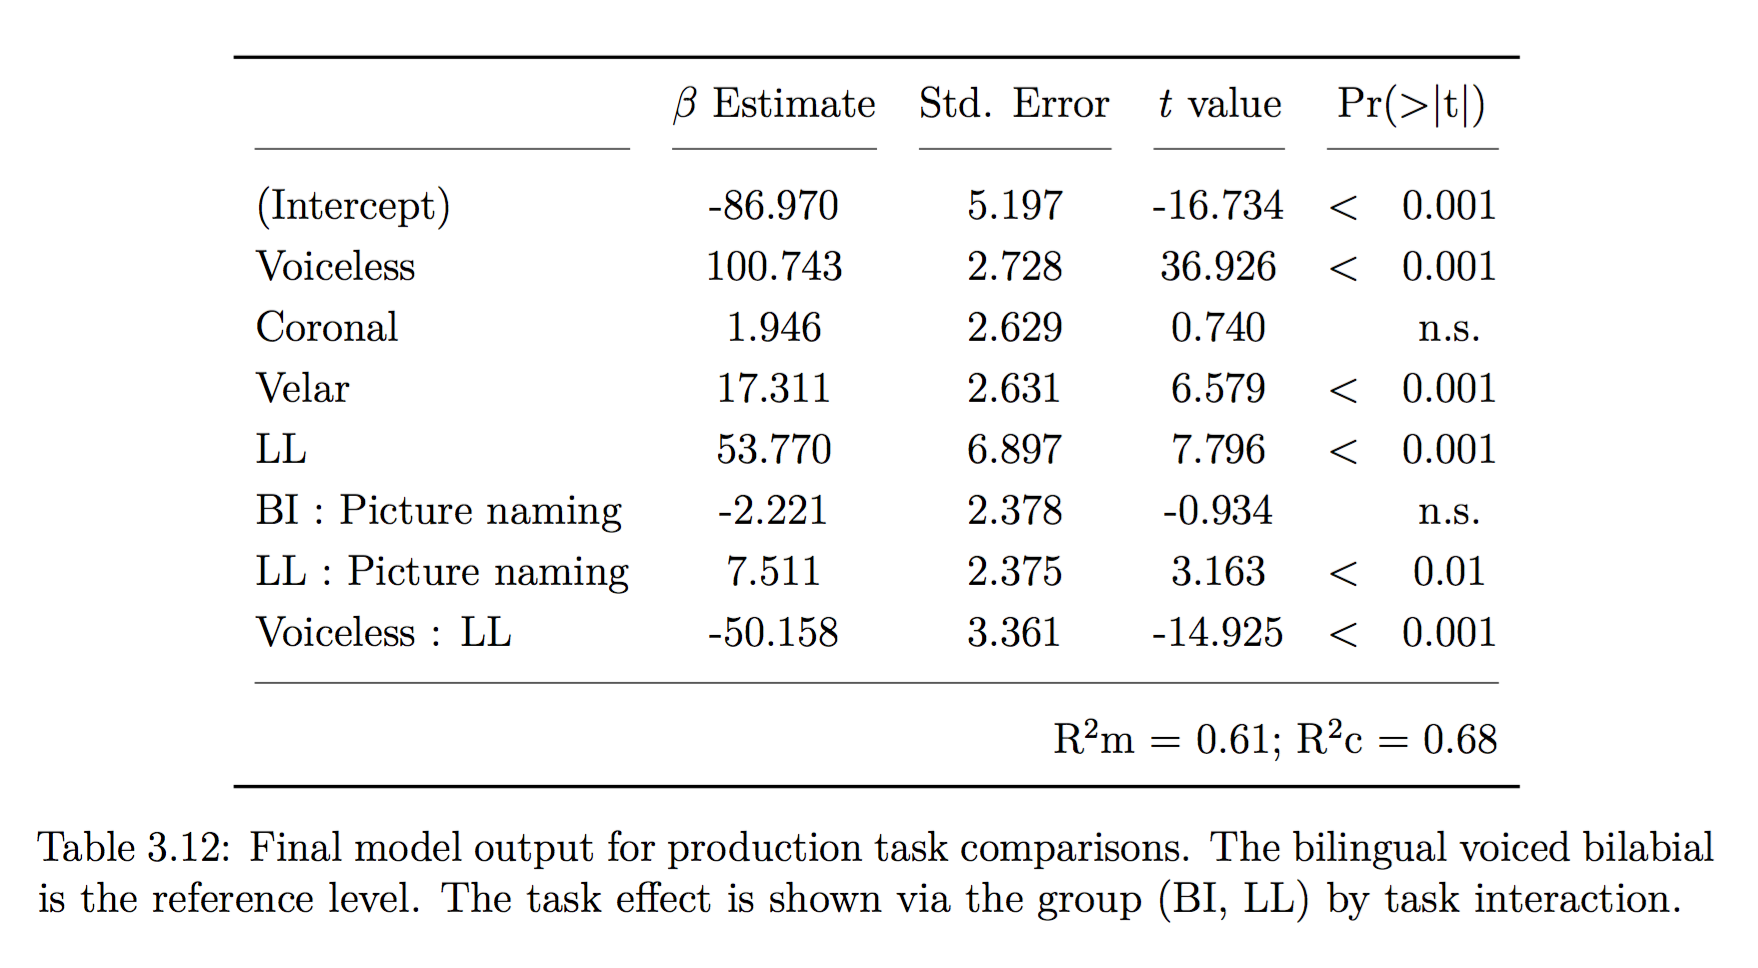 β Estimate Std. Error t value Pr(>|t|)
(Intercept) -86.970 5.197 -16.734 < 0.001
Voiceless 100.743 2.728 36.926 < 0.001
Coronal 1.946 2.629 0.740 n.s.
Velar 17.311 2.631 6.579 < 0.001
LL 53.770 6.897 7.796 < 0.001
BI : Picture naming -2.221 2.378 -0.934 n.s.
LL : Picture naming 7.511 2.375 3.163 < 0.01
Voiceless : LL -50.158 3.361 -14.925 < 0.001
R²m = 0.61; R²c = 0.68
Table 3.12: Final model output for production task comparisons. The bilingual voiced bilabial
is the reference level. The task effect is shown via the group (BI, LL) by task interaction.